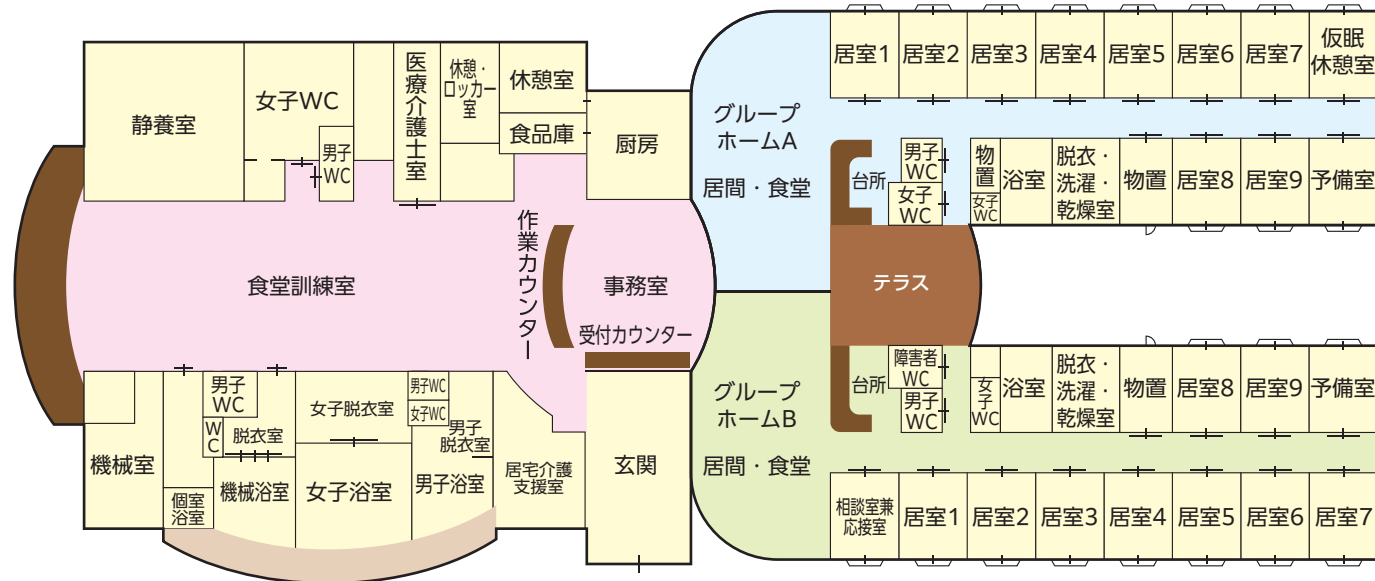 静養室
女子WC
男子
WC
医療介護士室
休憩・
ロッカー
室
休憩室
食品庫
厨房
食堂訓練室
作業カウンター
事務室
受付カウンター
機械室
男子
WC
WC
脱衣室
個室
浴室
機械浴室
女子脱衣室
女子浴室
男子WC
女子WC
男子
脱衣室
男子浴室
居宅介護
支援室
玄関
グループ
ホームA
居間・食堂
居室1
居室2
居室3
居室4
居室5
居室6
居室7
仮眠
休憩室
台所
男子
WC
女子
WC
物置
女子
WC
浴室
脱衣・
洗濯・
乾燥室
物置
居室8
居室9
予備室
テラス
グループ
ホームB
居間・食堂
台所
障害者
WC
男子
WC
女子
WC
浴室
脱衣・
洗濯・
乾燥室
物置
居室8
居室9
予備室
相談室兼
応接室
居室1
居室2
居室3
居室4
居室5
居室6
居室7